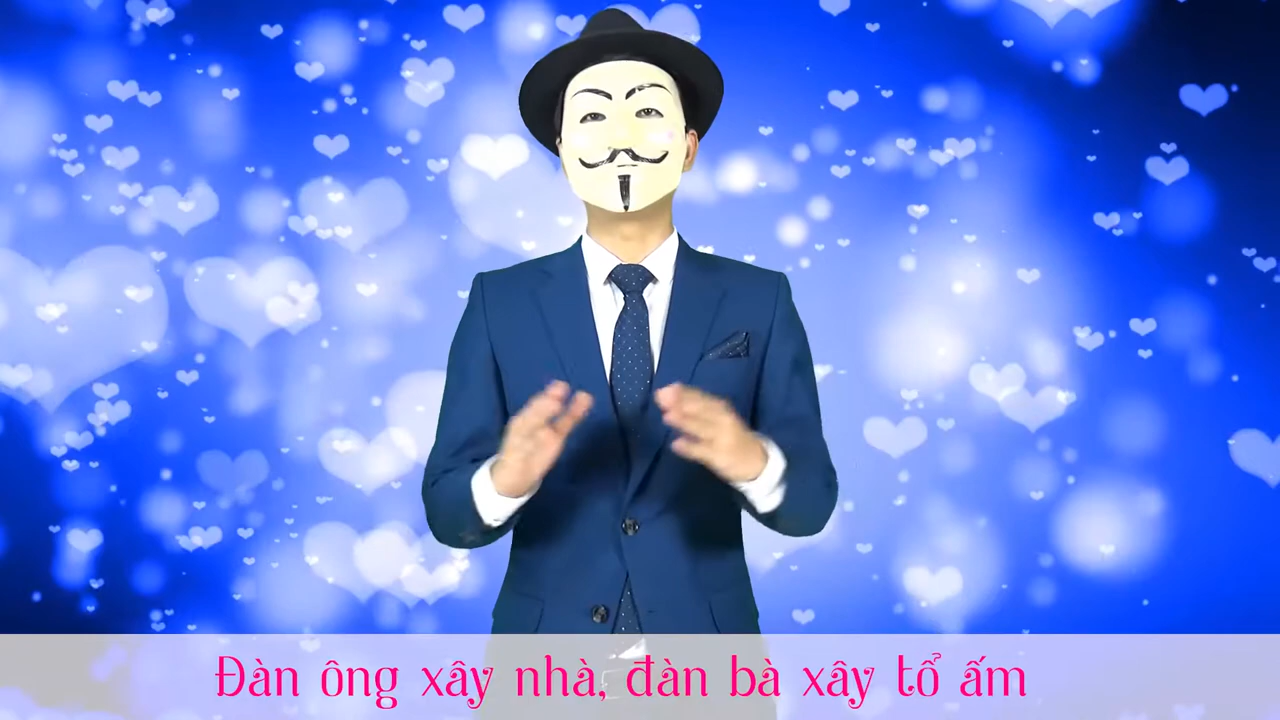 Đàn ông xây nhà, đàn bà xây tổ ấm